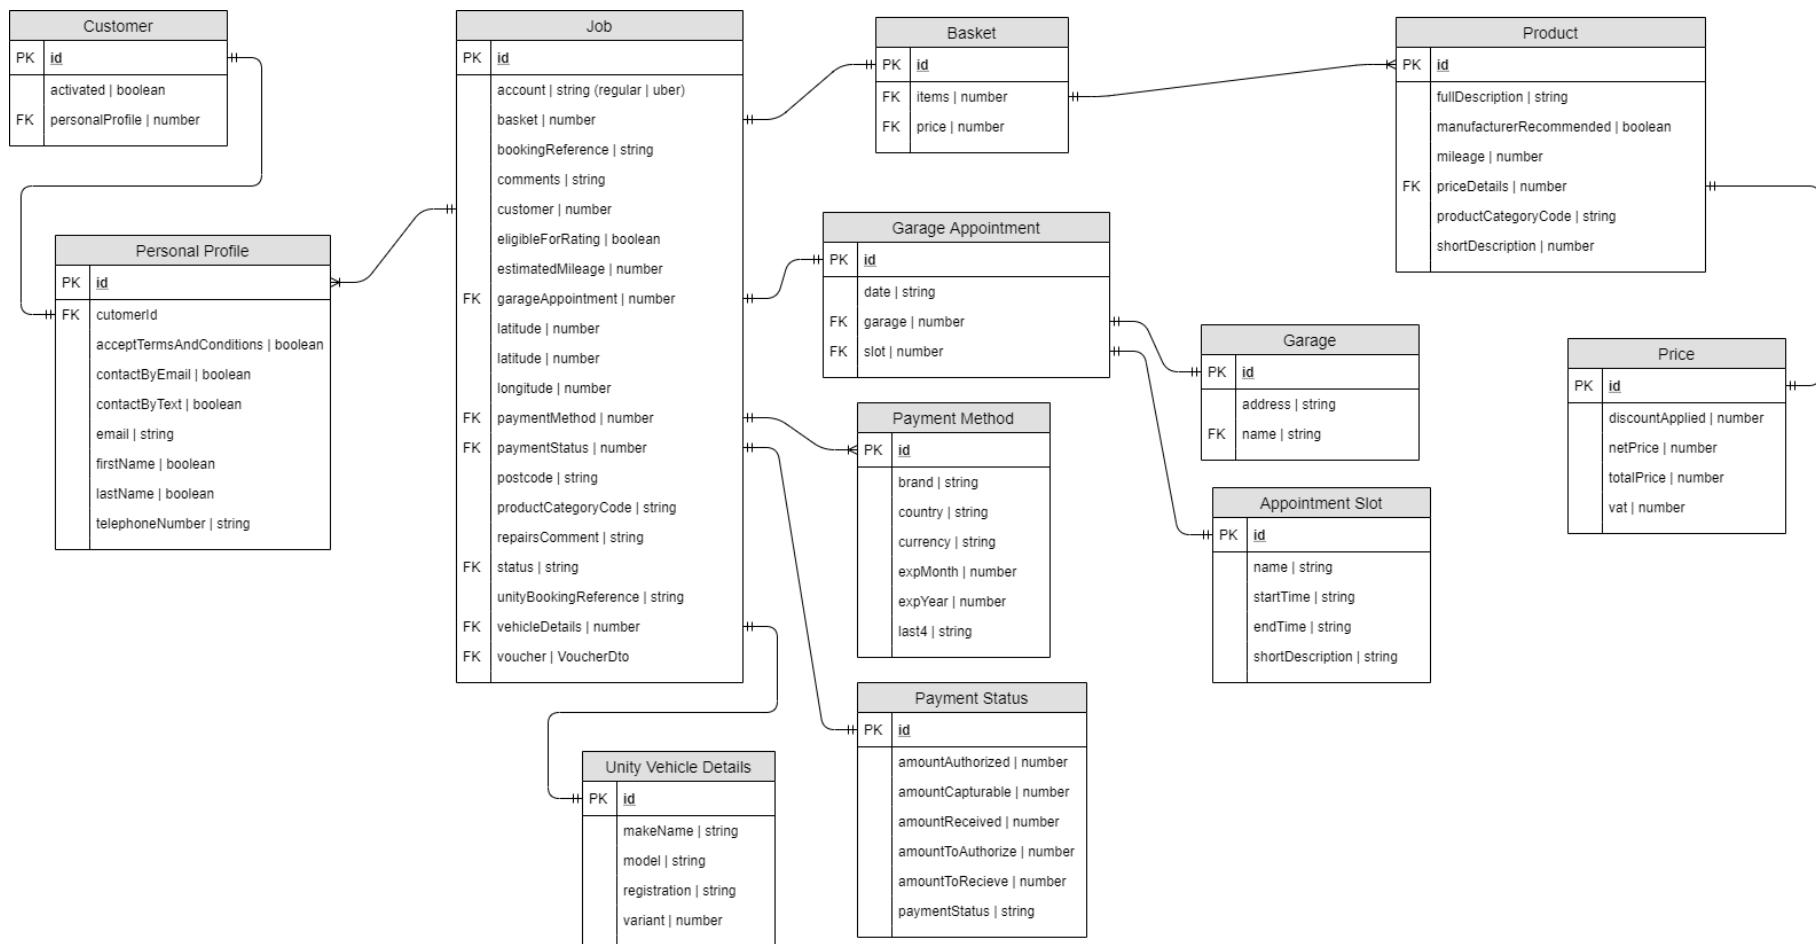 Customer
PK id
activated | boolean
FK personalProfile | number
Personal Profile
PK id
FK cutomerId
acceptTermsAndConditions | boolean
contactByEmail | boolean
contactByText | boolean
email | string
firstName | boolean
lastName | boolean
telephoneNumber | string
Job
PK id
account | string (regular | uber)
basket | number
bookingReference | string
comments | string
customer | number
eligibleForRating | boolean
estimatedMileage | number
FK garageAppointment | number
latitude | number
latitude | number
longitude | number
FK paymentMethod | number
FK paymentStatus | number
postcode | string
productCategoryCode | string
repairsComment | string
FK status | string
unityBookingReference | string
FK vehicleDetails | number
FK voucher | VoucherDto
Unity Vehicle Details
PK id
makeName | string
model | string
registration | string
variant | number
Basket
PK id
FK items | number
FK price | number
Garage Appointment
PK id
date | string
FK garage | number
FK slot | number
Payment Method
PK id
brand | string
country | string
currency | string
expMonth | number
expYear | number
last4 | string
Payment Status
PK id
amountAuthorized | number
amountCapturable | number
amountReceived | number
amountToAuthorize | number
amountToRecieve | number
paymentStatus | string
Garage
PK id
address | string
FK name | string
Appointment Slot
PK id
name | string
startTime | string
endTime | string
shortDescription | string
Product
PK id
fullDescription | string
manufacturerRecommended | boolean
mileage | number
FK priceDetails | number
productCategoryCode | string
shortDescription | number
Price
PK id
discountApplied | number
netPrice | number
totalPrice | number
vat | number